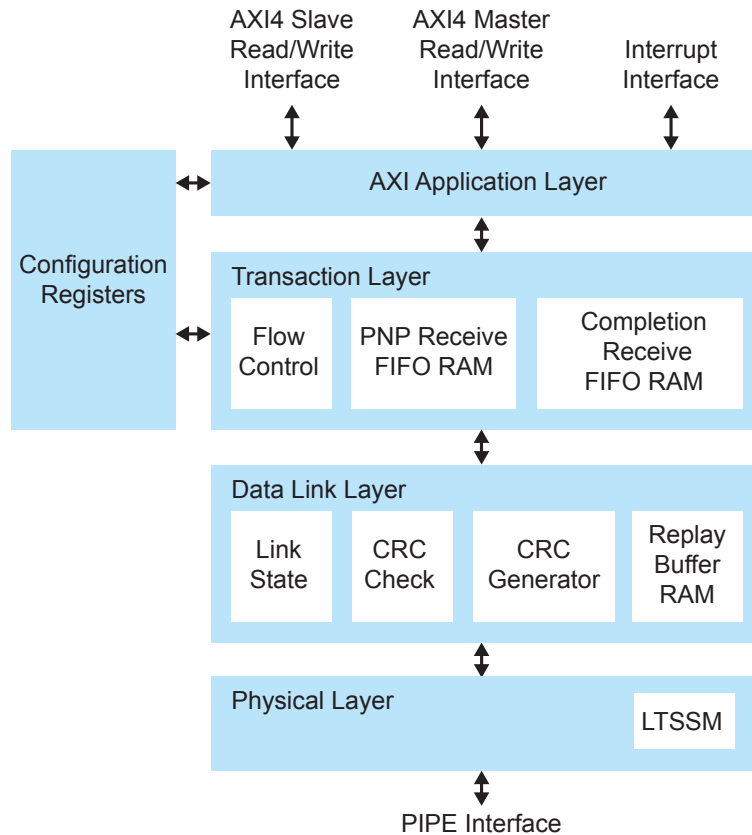 AXI4 Slave
Read/Write
Interface
AXI4 Master
Read/Write
Interface
Interrupt
Interface
AXI Application Layer
Configuration
Registers
Transaction Layer
Flow
Control
PNP Receive
FIFO RAM
Completion
Receive
FIFO RAM
Data Link Layer
Link
State
CRC
Check
CRC
Generator
Replay
Buffer
RAM
Physical Layer
LTSSM
PIPE Interface